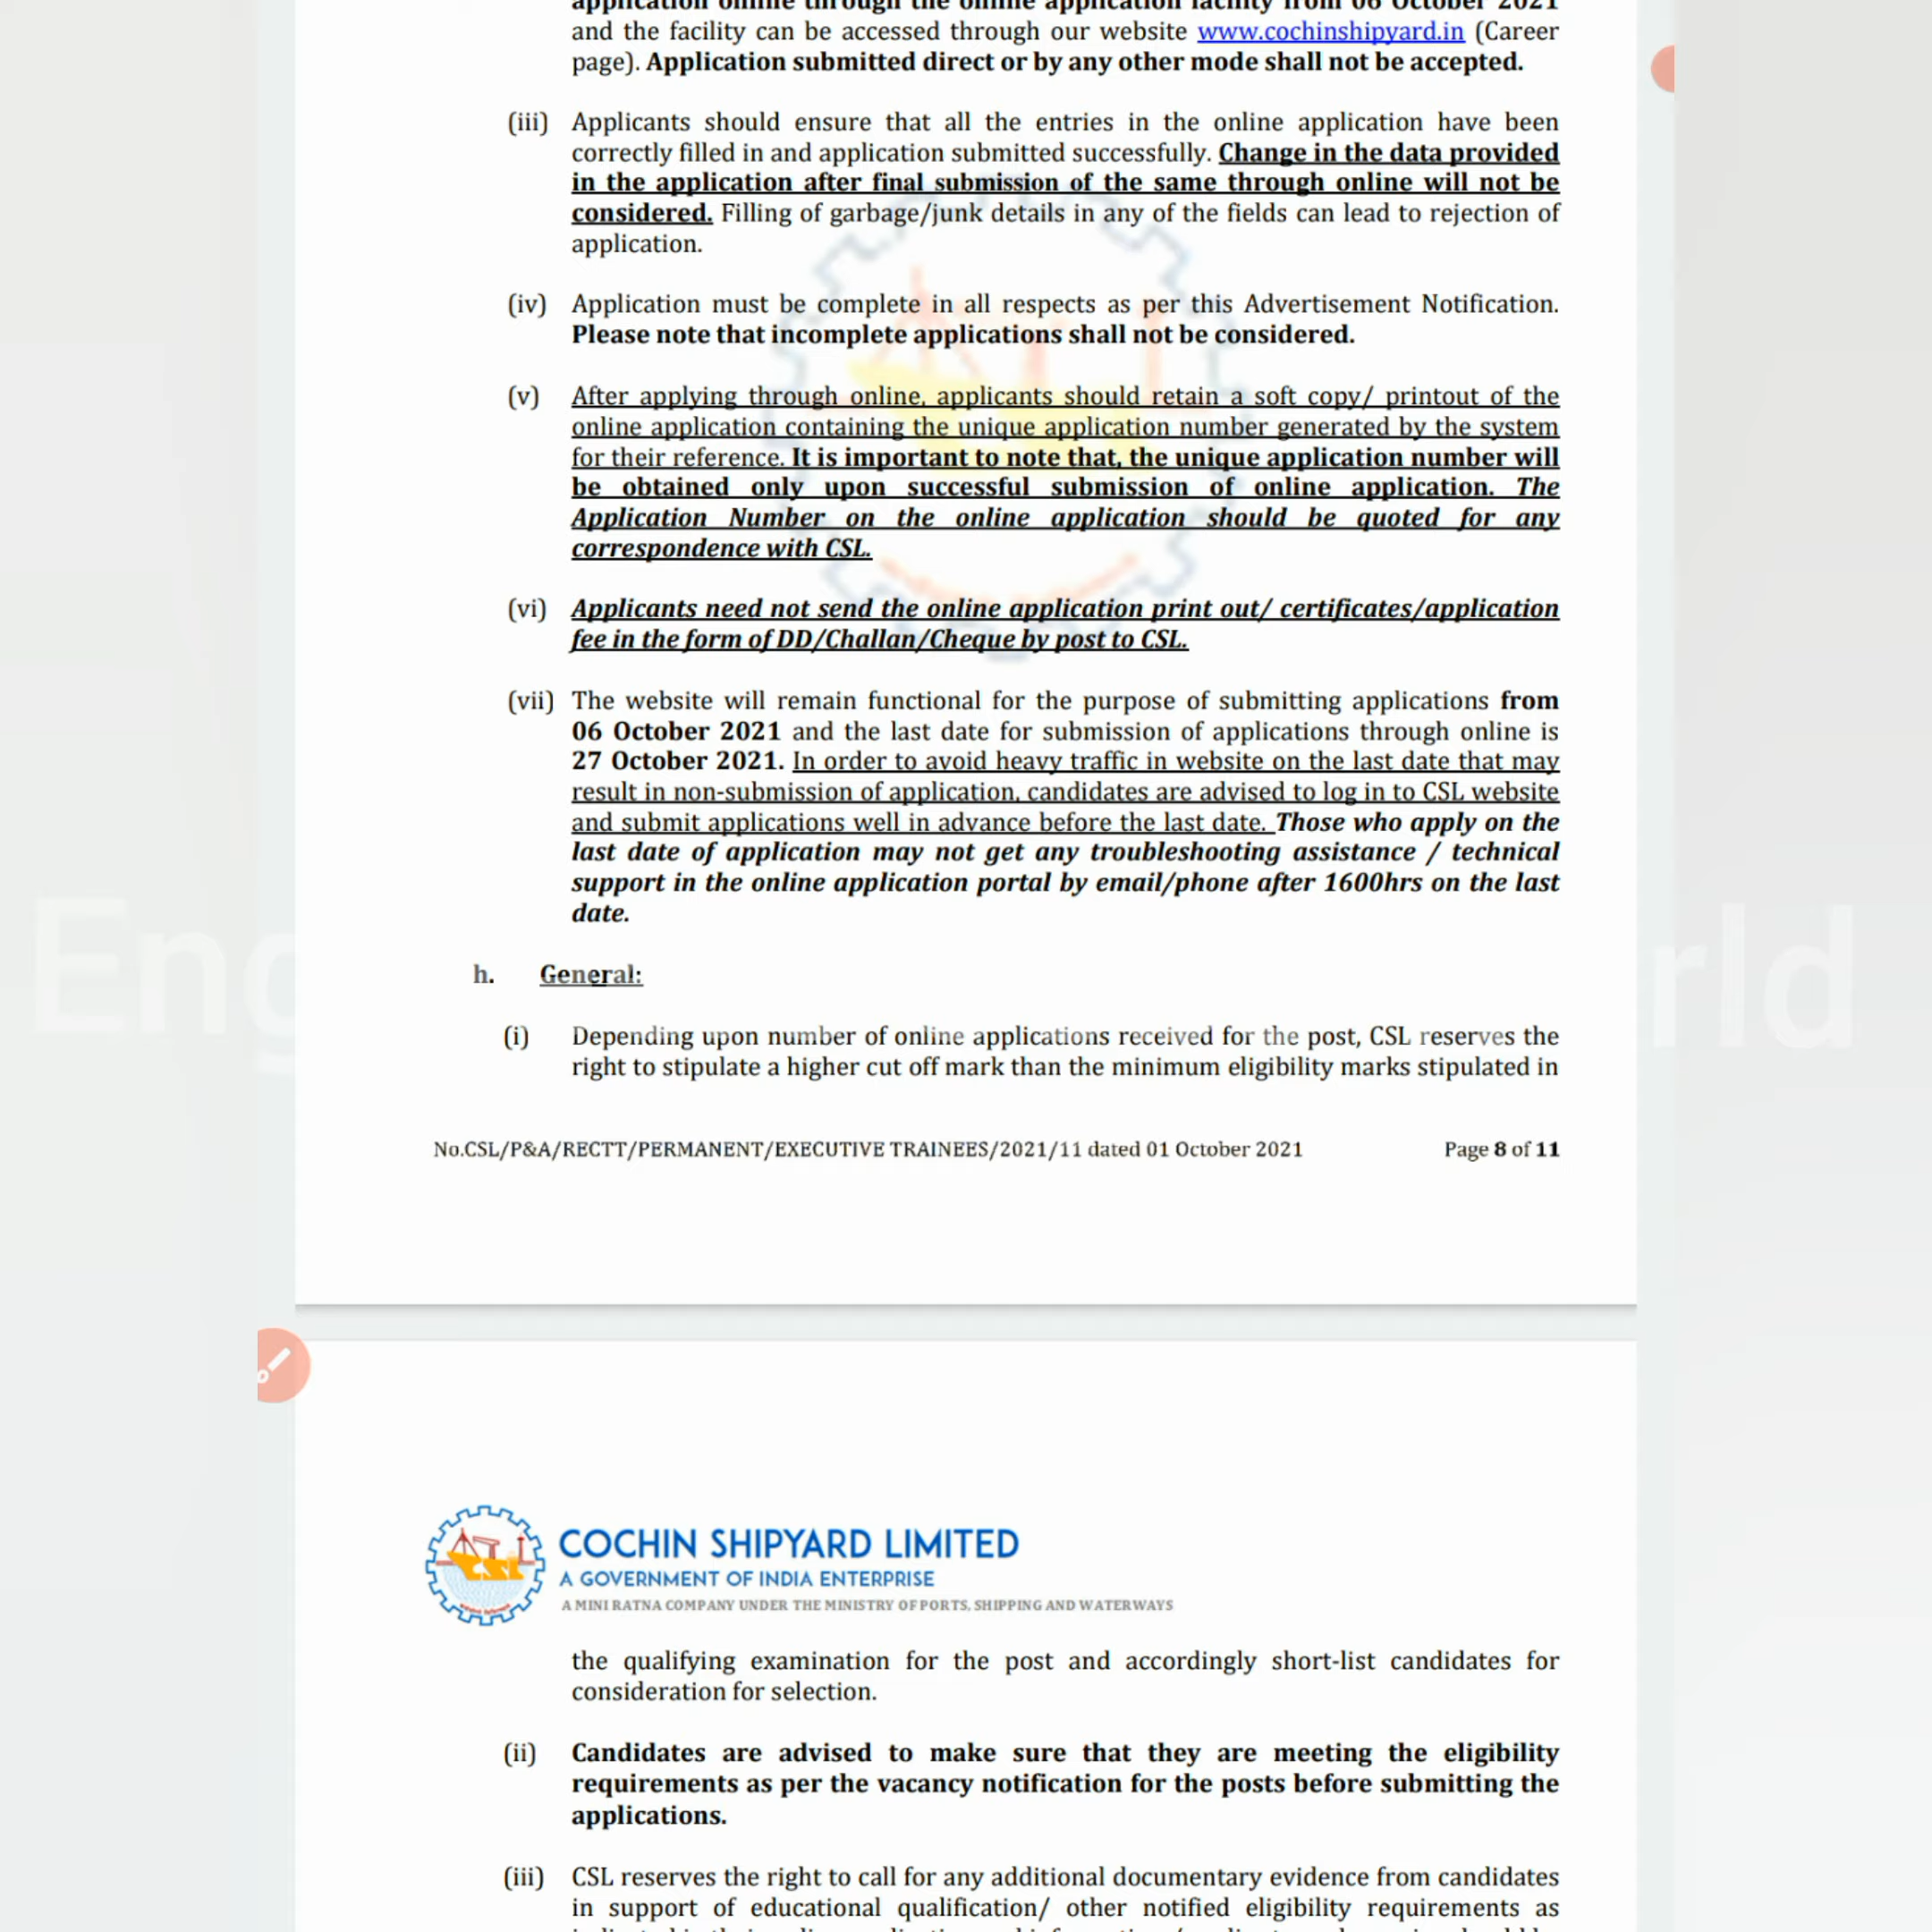 application online through the online application facility from 06 October 2021
and the facility can be accessed through our website www.cochinshipyard.in (Career
page). Application submitted direct or by any other mode shall not be accepted.
(iii) Applicants should ensure that all the entries in the online application have been
correctly filled in and application submitted successfully. Change in the data provided
in the application after final submission of the same through online will not be
considered. Filling of garbage/junk details in any of the fields can lead to rejection of
application.
(iv) Application must be complete in all respects as per this Advertisement Notification.
Please note that incomplete applications shall not be considered.
(v) After applying through online, applicants should retain a soft copy/ printout of the
online application containing the unique application number generated by the system
for their reference. It is important to note that, the unique application number will
be obtained only upon successful submission of online application. The
Application Number on the online application should be quoted for any
correspondence with CSL.
(vi) Applicants need not send the online application print out/ certificates/application
fee in the form of DD/Challan/Cheque by post to CSL.
(vii) The website will remain functional for the purpose of submitting applications from
06 October 2021 and the last date for submission of applications through online is
27 October 2021. In order to avoid heavy traffic in website on the last date that may
result in non-submission of application, candidates are advised to log in to CSL website
and submit applications well in advance before the last date. Those who apply on the
last date of application may not get any troubleshooting assistance / technical
support in the online application portal by email/phone after 1600hrs on the last
date.
Eng rld
h. General:
(i) Depending upon number of online applications received for the post, CSL reserves the
right to stipulate a higher cut off mark than the minimum eligibility marks stipulated in
No.CSL/P&A/RECTT/PERMANENT/EXECUTIVE TRAINEES/2021/11 dated 01 October 2021 Page 8 of 11
COCHIN SHIPYARD LIMITED
A GOVERNMENT OF INDIA ENTERPRISE
A MINI RATNA COMPANY UNDER THE MINISTRY OF PORTS, SHIPPING AND WATERWAYS
the qualifying examination for the post and accordingly short-list candidates for
consideration for selection.
(ii) Candidates are advised to make sure that they are meeting the eligibility
requirements as per the vacancy notification for the posts before submitting the
applications.
(iii) CSL reserves the right to call for any additional documentary evidence from candidates
in support of educational qualification/ other notified eligibility requirements as